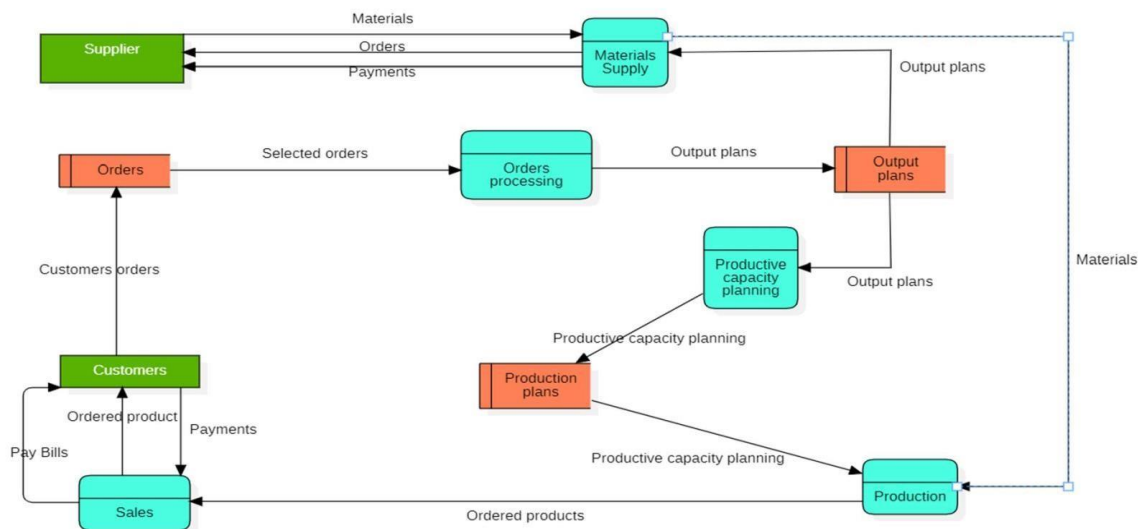 Materials
Supplier
Orders
Materials
Supply
Payments
Output plans
Orders
Selected orders
Orders
processing
Output plans
Output
plans
Customers orders
Productive
capacity
planning
Output plans
Materials
Productive capacity planning
Customers
Production
plans
Ordered product
Payments
Pay Bills
Productive capacity planning
Sales
Ordered products
Production